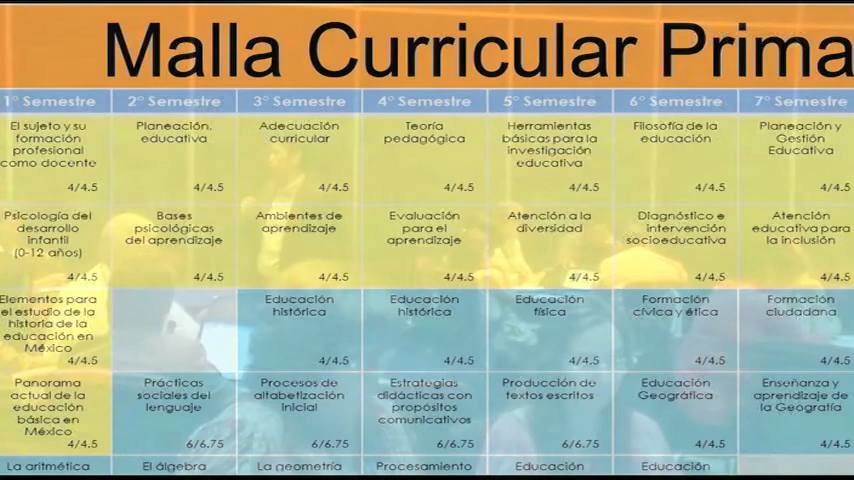 Malla Curricular Prima
1° Semestre 2° Semestre 3° Semestre 4° Semestre 5° Semestre 6° Semestre 7° Semestre
El sujeto y su
formación
profesional
como docente
4/4.5
Planeación
educativa
4/4.5
Adecuación
curricular
4/4.5
Teoría
pedagógica
4/4.5
Herramientas
básicas para la
investigación
educativa
4/4.5
Filosofía de la
educación
4/4.5
Planeación y
Gestión
Educativa
4/4.5
Psicología del
desarrollo
infantil
(0-12 años)
4/4.5
Bases
psicológicas
del aprendizaje
4/4.5
Ambientes de
aprendizaje
4/4.5
Evaluación
para el
aprendizaje
4/4.5
Atención a la
diversidad
4/4.5
Diagnóstico e
intervención
socioeducativa
4/4.5
Atención
educativa para
la inclusión
4/4.5
Elementos para
el estudio de la
historia de la
educación en
México
4/4.5
Educación
histórica
4/4.5
Educación
histórica
4/4.5
Educación
física
4/4.5
Formación
cívica y ética
4/4.5
Formación
ciudadana
4/4.5
Panorama
actual de la
educación
básica en
México
4/4.5
Prácticas
sociales del
lenguaje
6/6.75
Procesos de
alfabetización
inicial
6/6.75
Estrategias
didácticas con
propósitos
comunicativos
6/6.75
Producción de
textos escritos
6/6.75
Educación
Geográfica
4/4.5
Enseñanza y
aprendizaje de
la Geografía
4/4.5
La aritmética
El álgebra
La geometría
Procesamiento
Educación
Educación